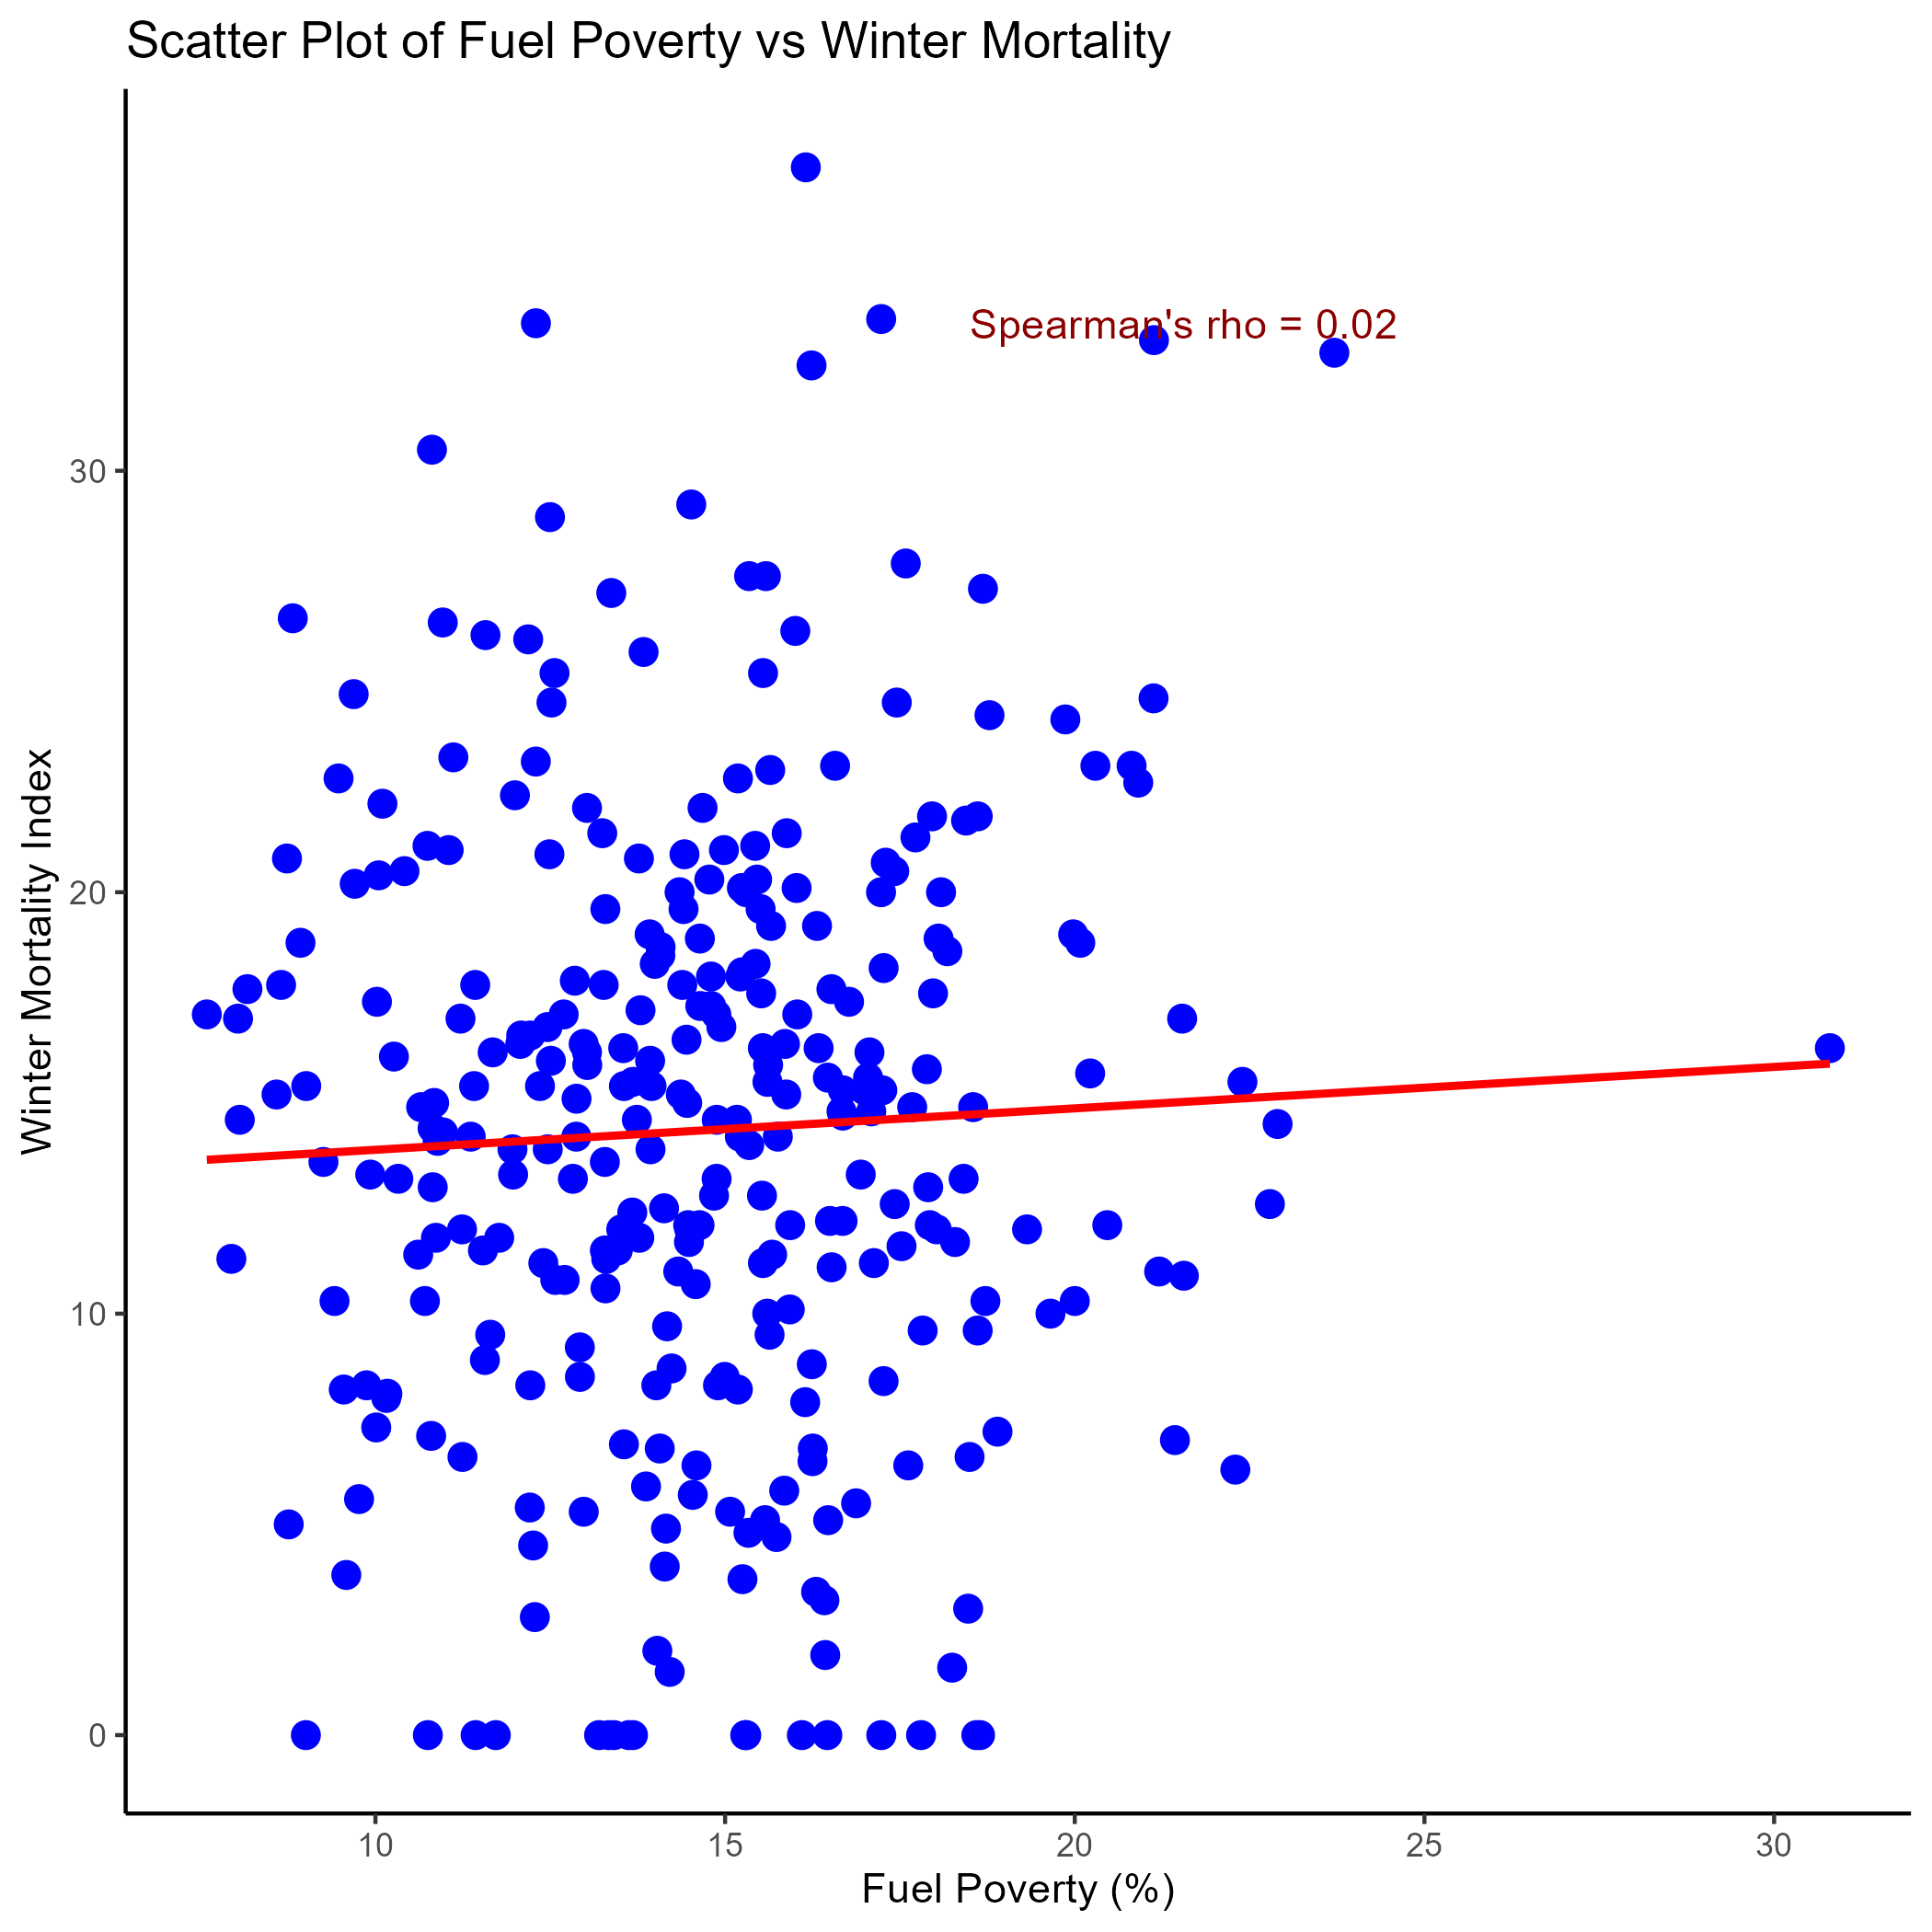 Scatter Plot of Fuel Poverty vs Winter Mortality
Spearman's rho = 0.02
30
20
10
0
Winter Mortality Index
10 15 20 25 30
Fuel Poverty (%)